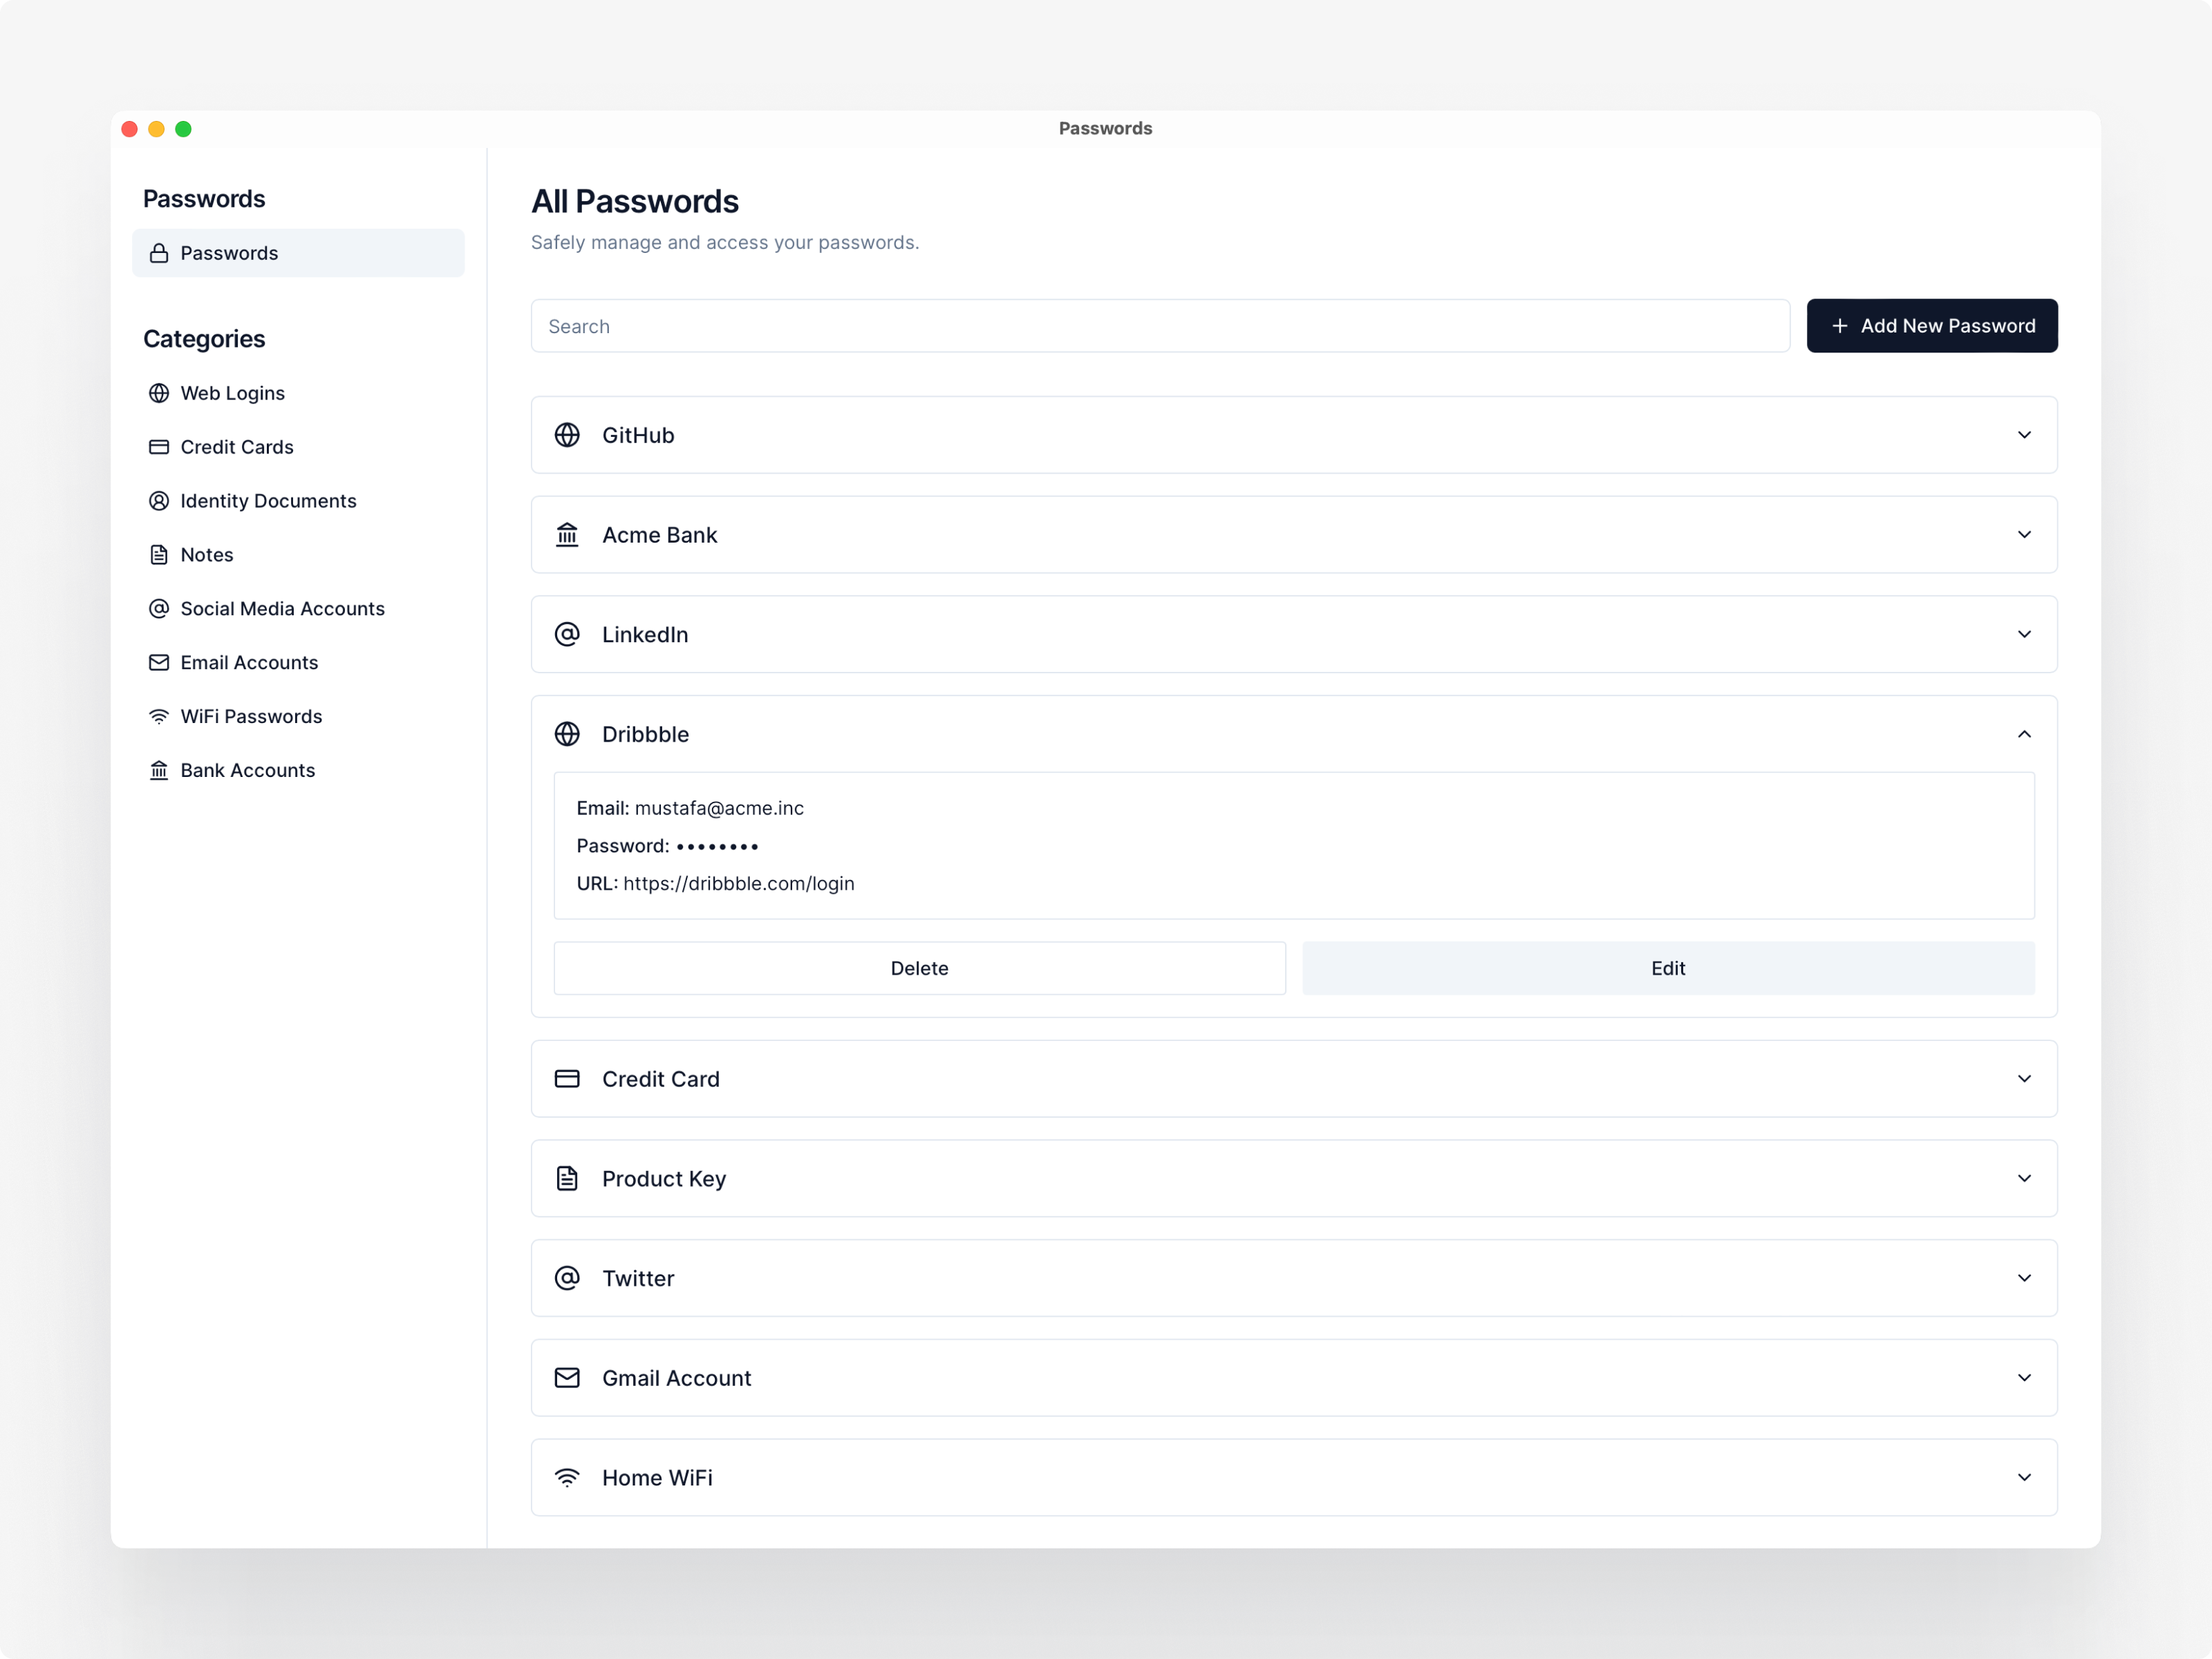 Passwords
Passwords
Passwords
Categories
Web Logins
Credit Cards
Identity Documents
Notes
Social Media Accounts
Email Accounts
WiFi Passwords
Bank Accounts
All Passwords
Safely manage and access your passwords.
Search
Add New Password
GitHub
Acme Bank
LinkedIn
Dribbble
Email: mustafa@acme.inc
Password: ••••••••
URL: https://dribbble.com/login
Delete
Edit
Credit Card
Product Key
Twitter
Gmail Account
Home WiFi